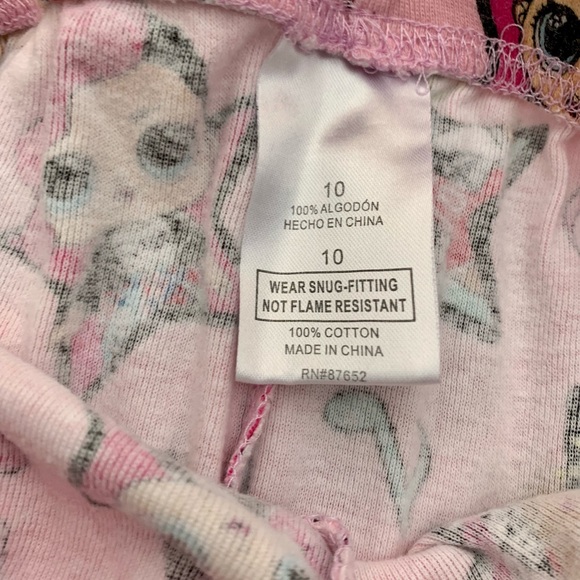 10
100% ALGODÓN
HECHO EN CHINA
10
WEAR SNUG-FITTING
NOT FLAME RESISTANT
100% COTTON
MADE IN CHINA
RN#87652